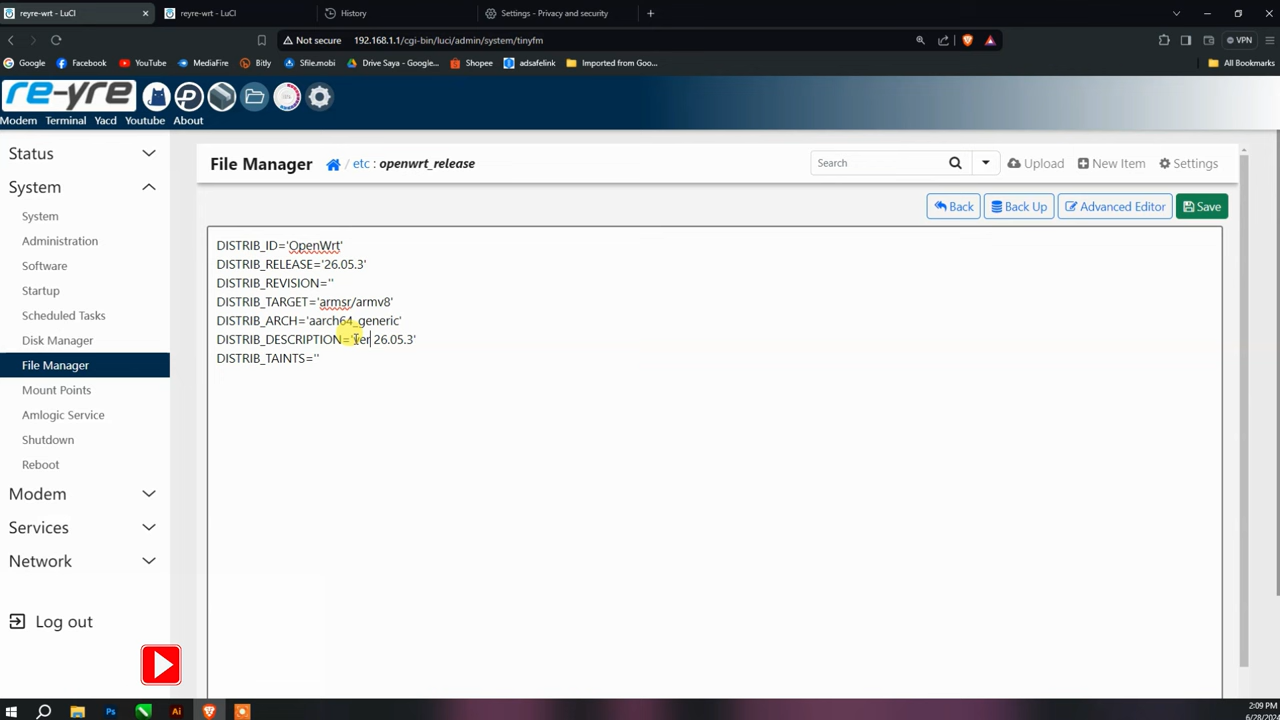 reyre-wrt - LuCI
reyre-wrt - LuCI
History
Settings - Privacy and security
Not secure
192.168.1.1/cgi-bin/luci/admin/system/tinyfm
VPN
Google
Facebook
YouTube
MediaFire
Bitly
Sfile.mobi
Drive Saya - Google...
Shopee
adsafelink
Imported from Goo...
All Bookmarks
re-yre
Modem Terminal Yacd Youtube About
Status
System
System
Administration
Software
Startup
Scheduled Tasks
Disk Manager
File Manager
Mount Points
Amlogic Service
Shutdown
Reboot
Modem
Services
Network
Log out
File Manager / etc : openwrt_release
Search
Upload
New Item
Settings
Back
Back Up
Advanced Editor
Save
DISTRIB_ID='OpenWrt'
DISTRIB_RELEASE='26.05.3'
DISTRIB_REVISION=''
DISTRIB_TARGET='armsr/armv8'
DISTRIB_ARCH='aarch64_generic'
DISTRIB_DESCRIPTION='ver 26.05.3'
DISTRIB_TAINTS=''
Ps
Ai
2:09 PM